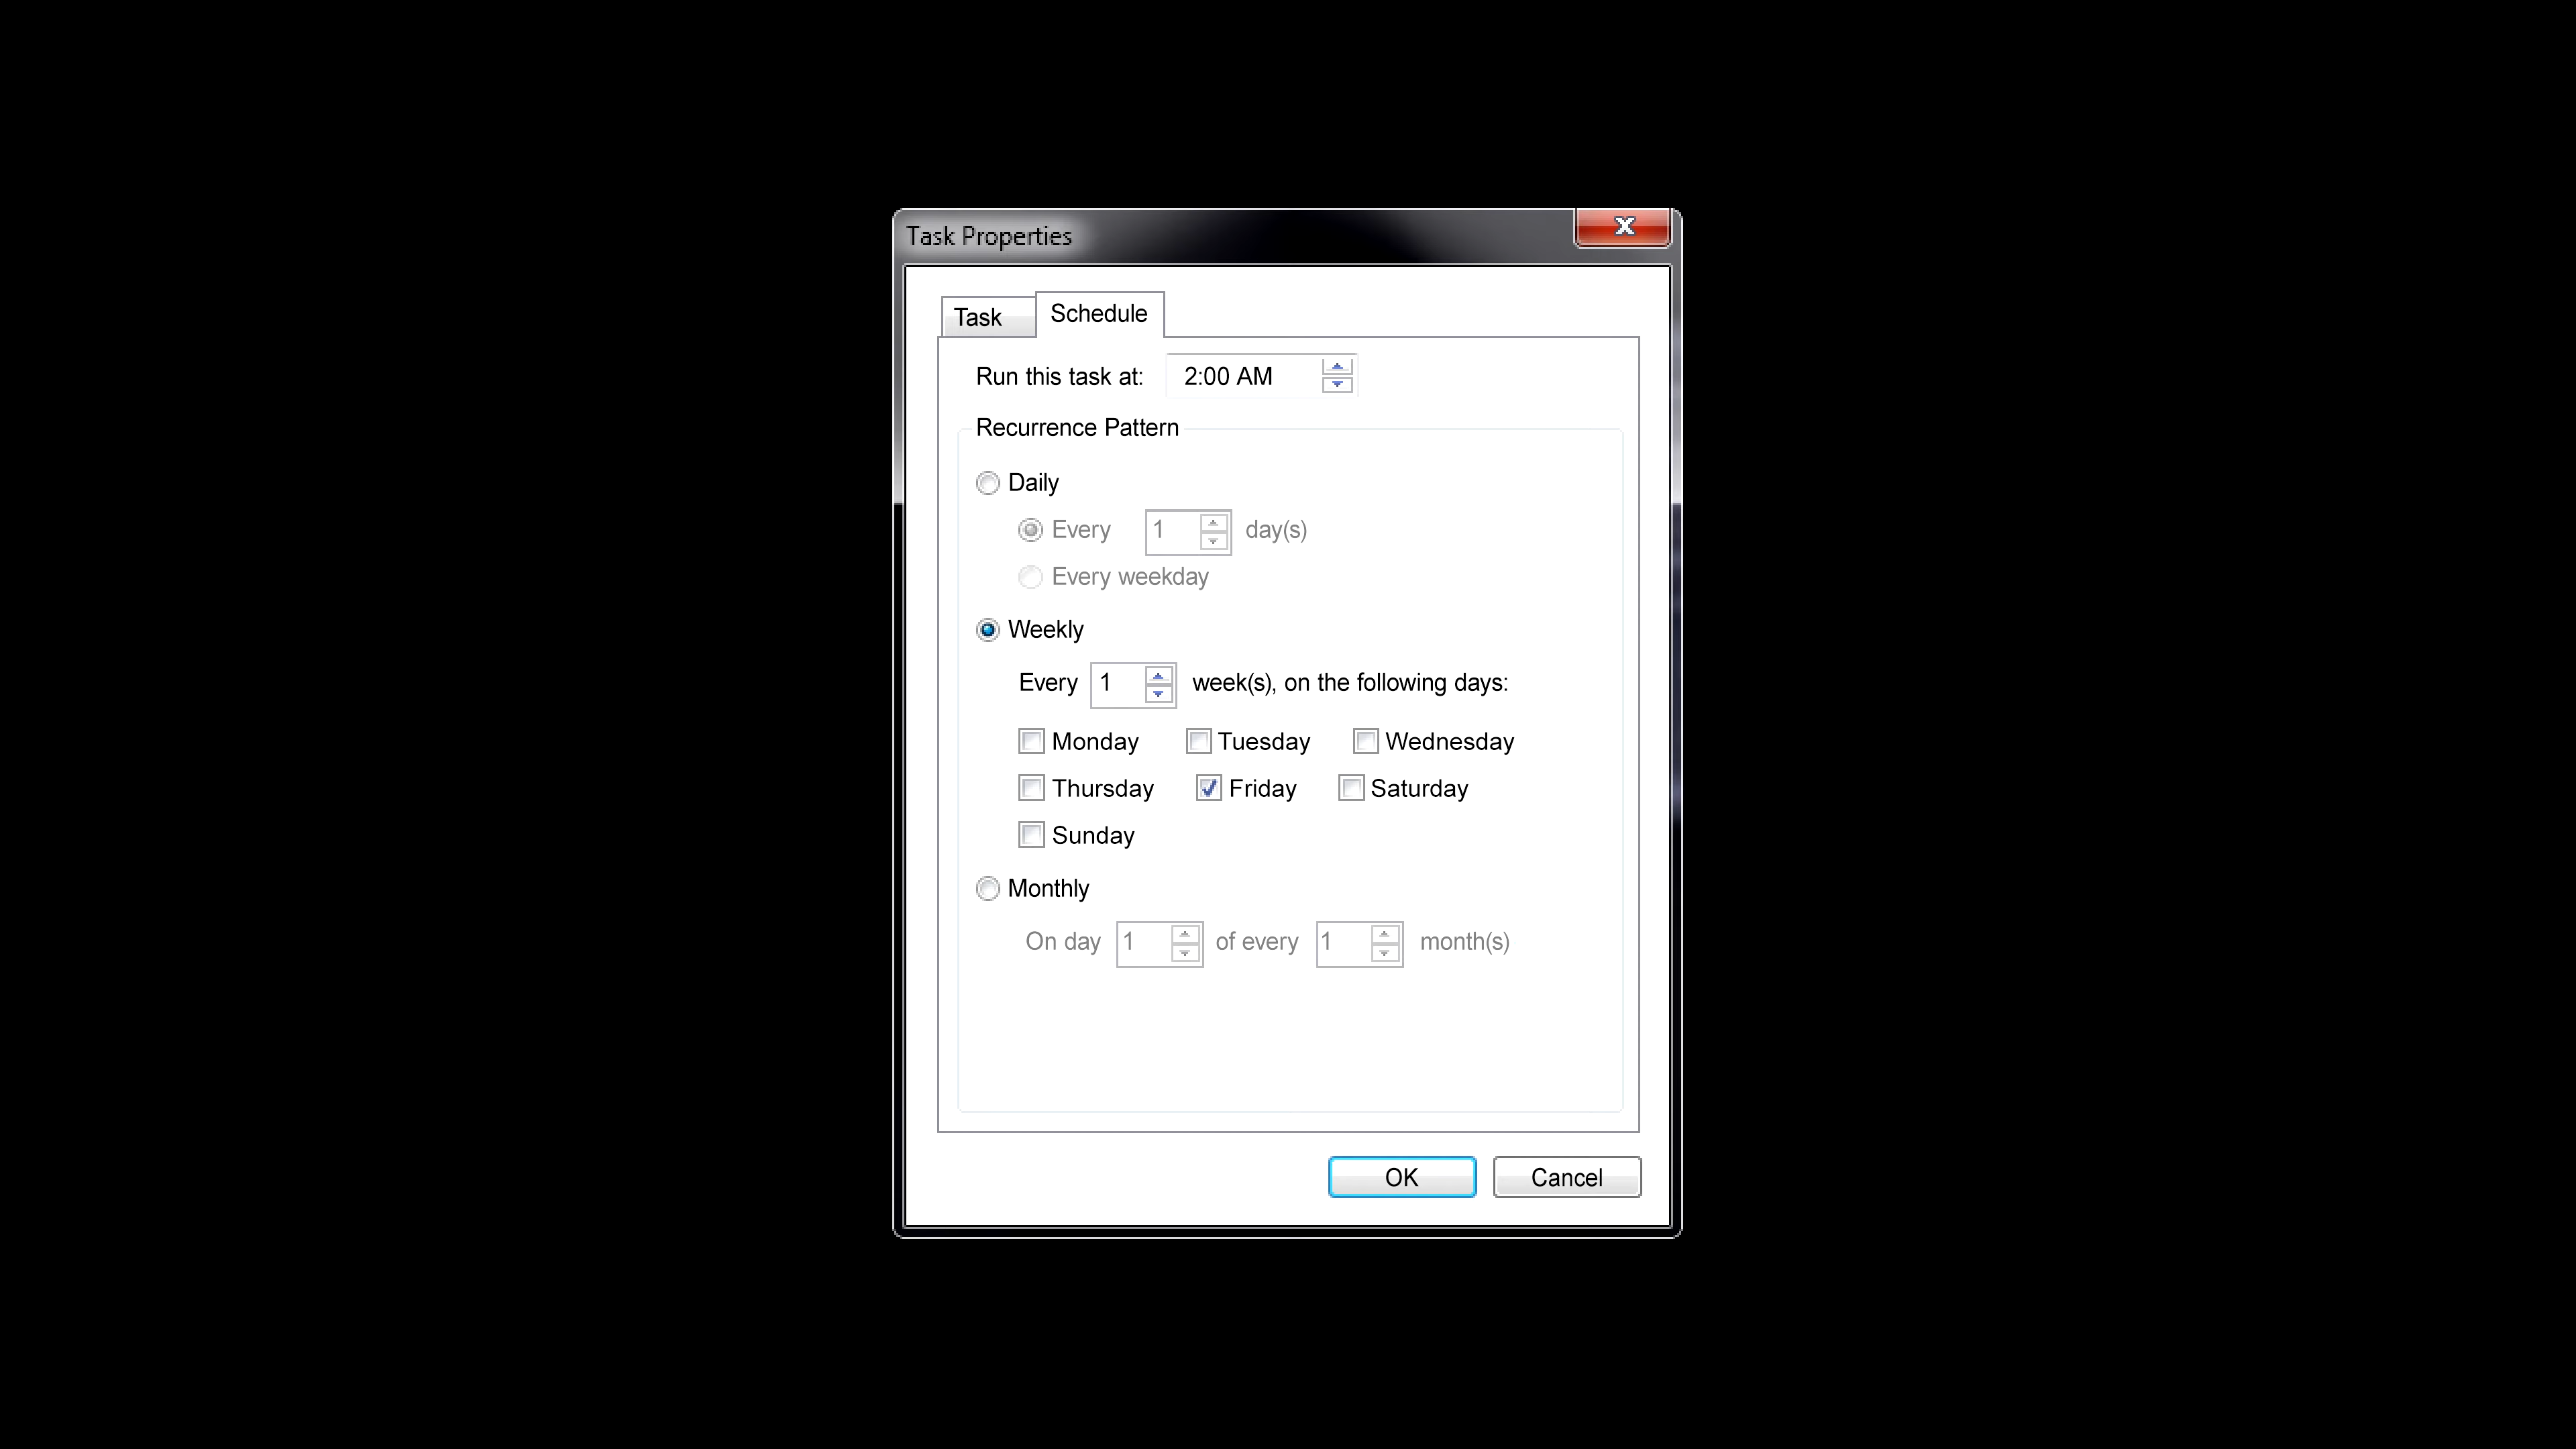 Task Properties
Task
Schedule
Run this task at: 2:00 AM
Recurrence Pattern
Daily
Every 1 day(s)
Every weekday
Weekly
Every 1 week(s), on the following days:
Monday Tuesday Wednesday
Thursday Friday Saturday
Sunday
Monthly
On day 1 of every 1 month(s)
OK Cancel